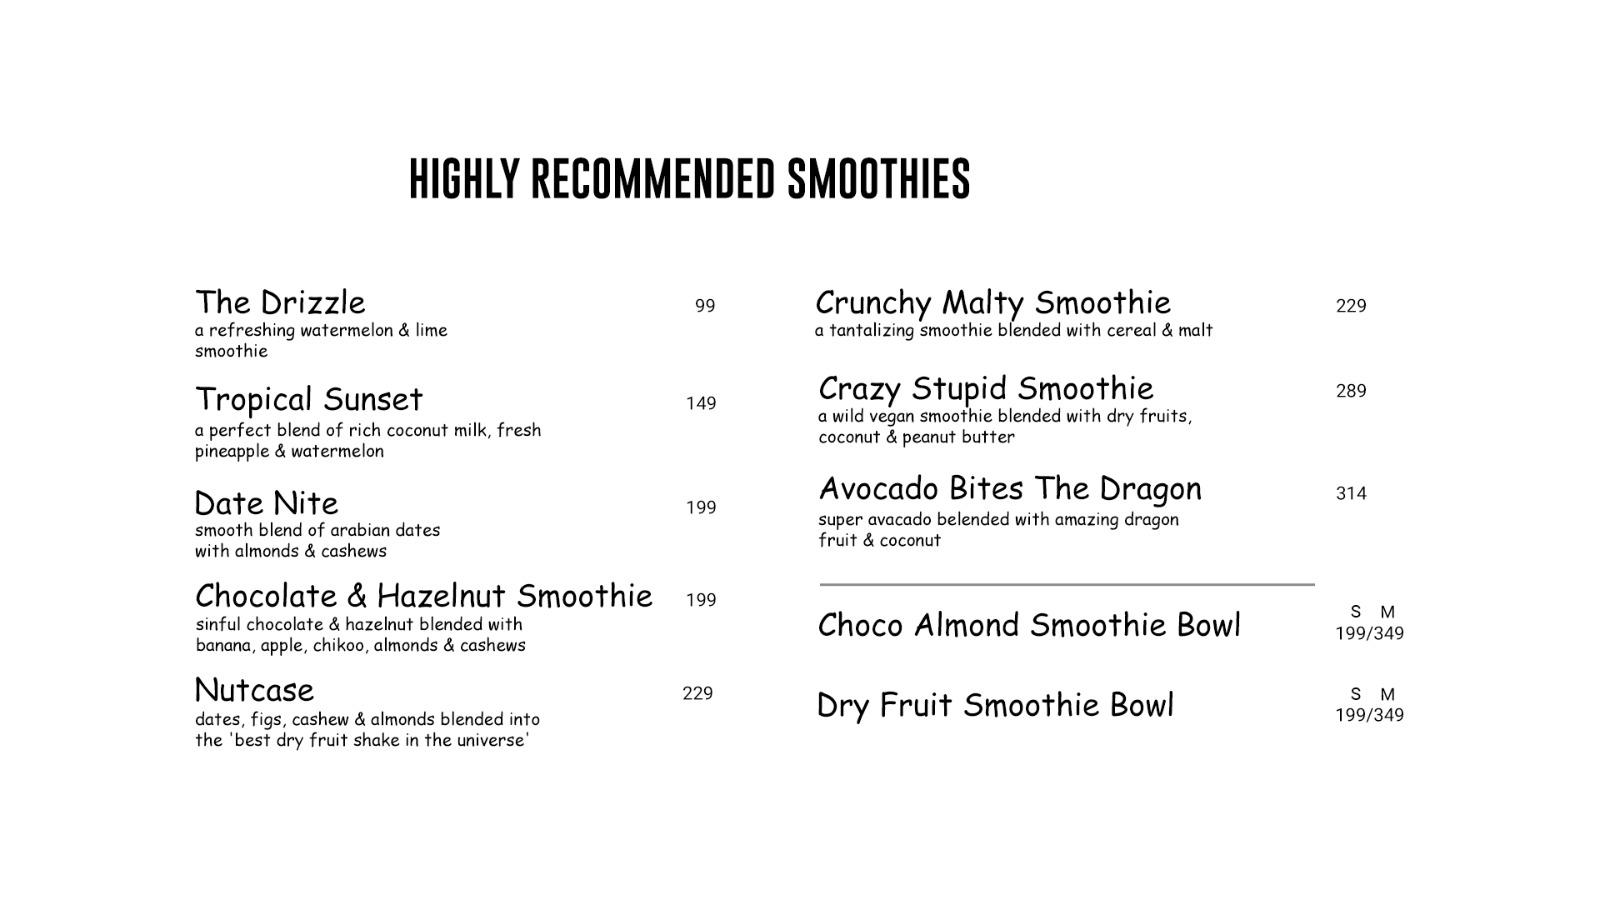 HIGHLY RECOMMENDED SMOOTHIES
The Drizzle 99
a refreshing watermelon & lime
smoothie
Tropical Sunset 149
a perfect blend of rich coconut milk, fresh
pineapple & watermelon
Date Nite 199
smooth blend of arabian dates
with almonds & cashews
Chocolate & Hazelnut Smoothie 199
sinful chocolate & hazelnut blended with
banana, apple, chikoo, almonds & cashews
Nutcase 229
dates, figs, cashew & almonds blended into
the 'best dry fruit shake in the universe'
Crunchy Malty Smoothie 229
a tantalizing smoothie blended with cereal & malt
Crazy Stupid Smoothie 289
a wild vegan smoothie blended with dry fruits,
coconut & peanut butter
Avocado Bites The Dragon 314
super avacado belended with amazing dragon
fruit & coconut
S M
Choco Almond Smoothie Bowl 199/349
S M
Dry Fruit Smoothie Bowl 199/349